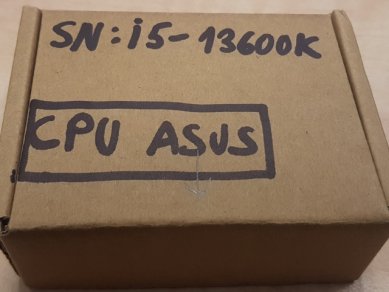 SN: i5-13600K
CPU ASUS